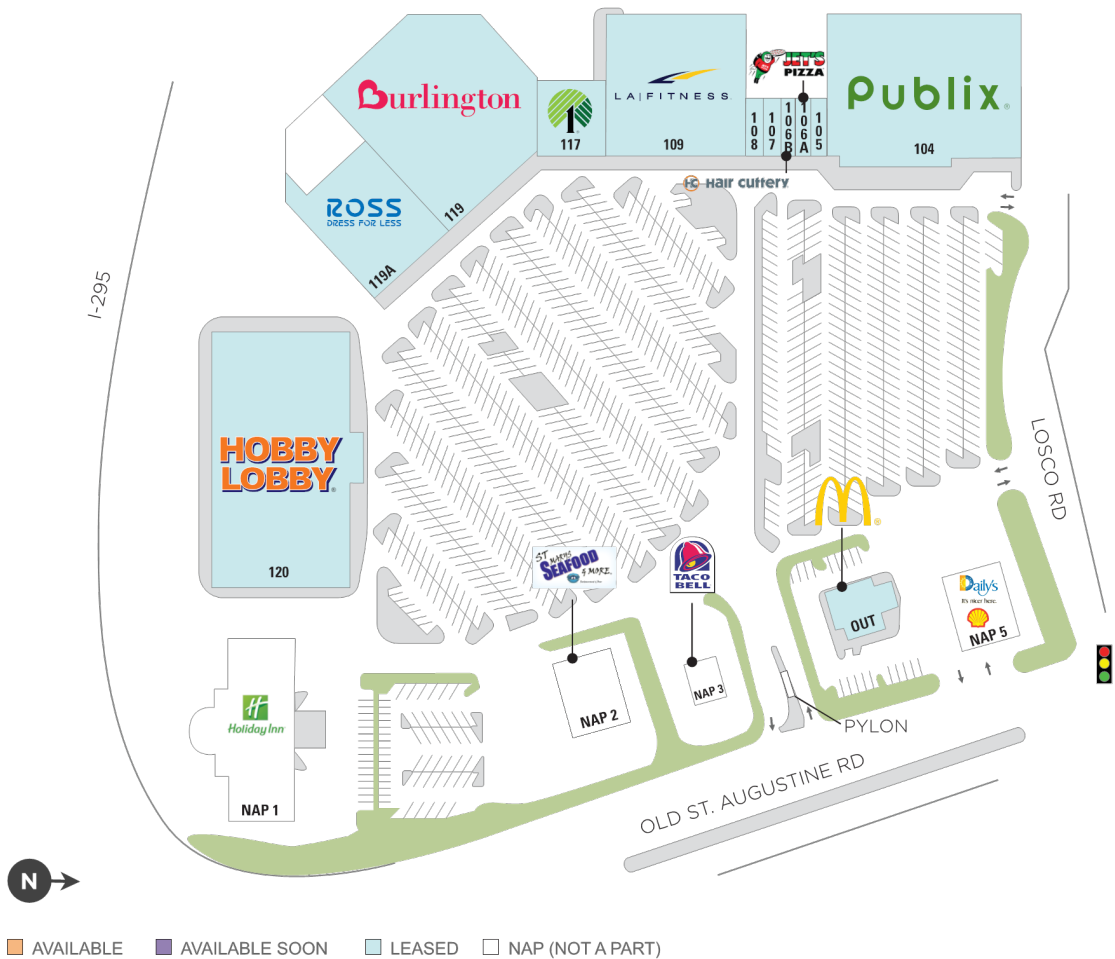 Burlington
119
ROSS
DRESS FOR LESS
119A
1
117
LA|FITNESS
109
JET'S
PIZZA
108
107
106B
106A
105
HC Hair Cuttery
Publix
104
I-295
HOBBY
LOBBY
120
LOSCO RD
ST MARYS
SEAFOOD
& MORE
NAP 2
TACO
BELL
NAP 3
M
OUT
Daily's
It's nicer here.
NAP 5
H
Holiday Inn
NAP 1
PYLON
OLD ST. AUGUSTINE RD
N
AVAILABLE
AVAILABLE SOON
LEASED
NAP (NOT A PART)